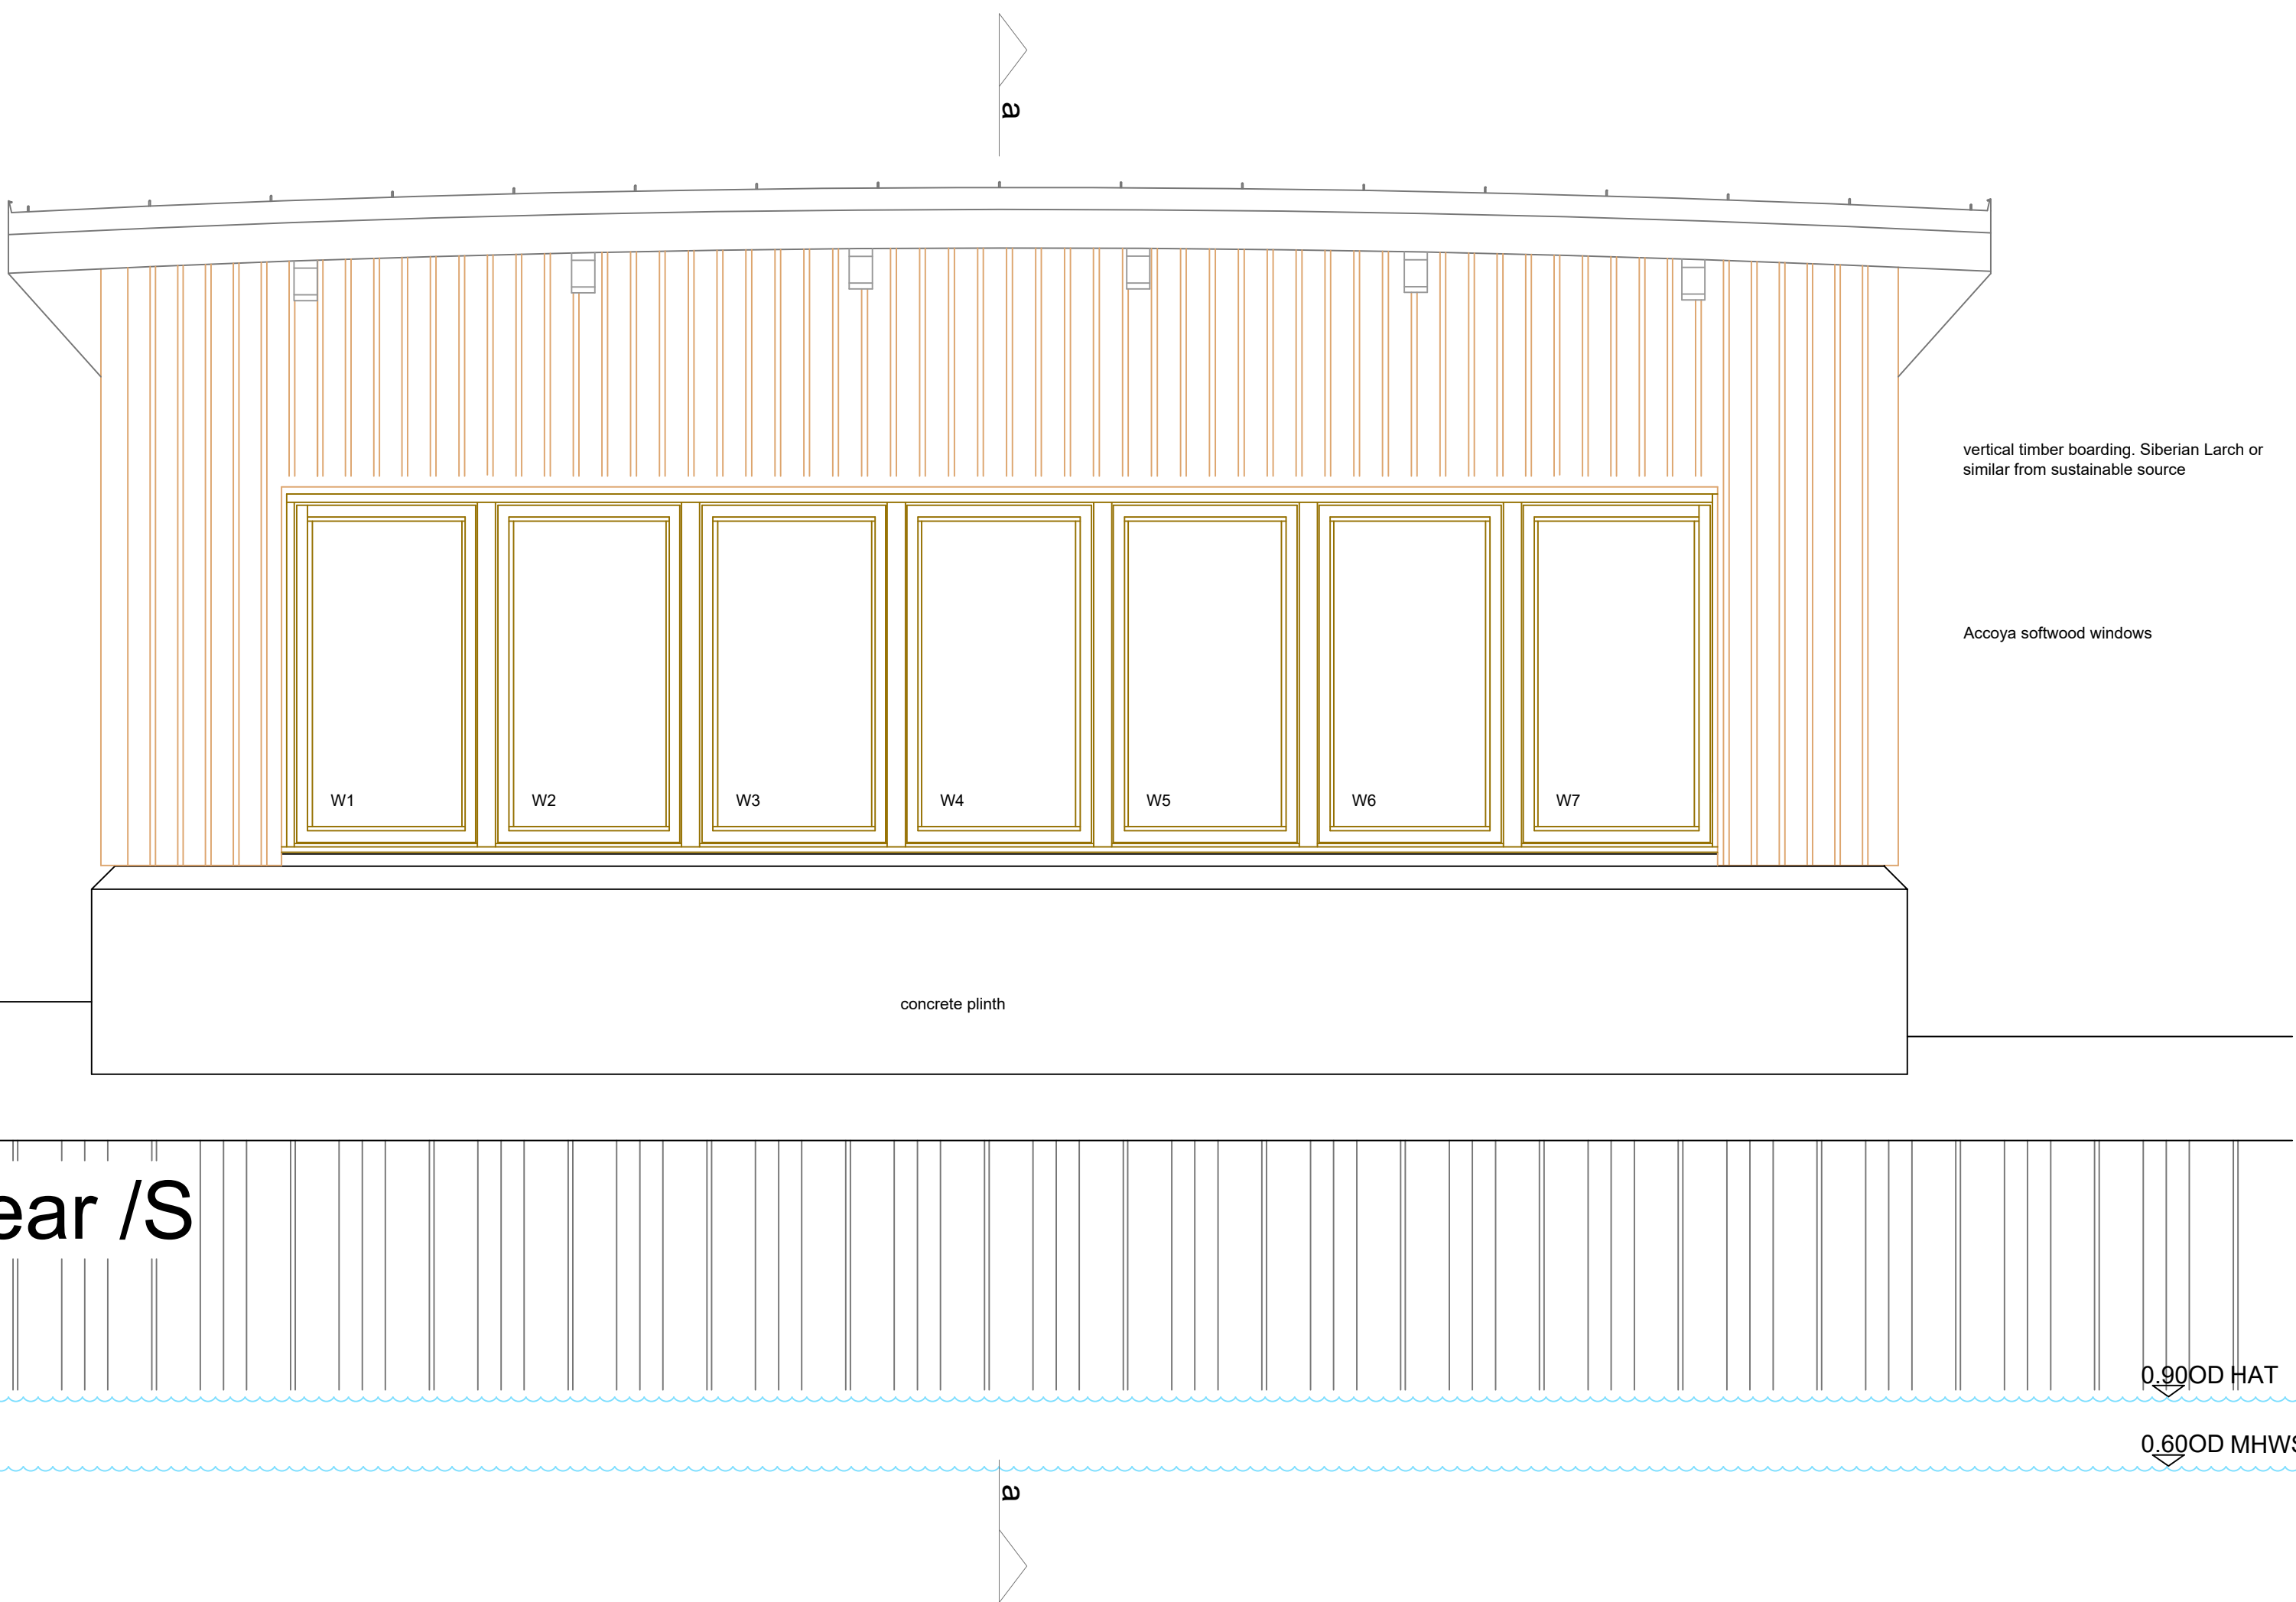 a
vertical timber boarding. Siberian Larch or
similar from sustainable source
Accoya softwood windows
W1 W2 W3 W4 W5 W6 W7
concrete plinth
ear /S
0.90OD HAT
0.60OD MHWS
a